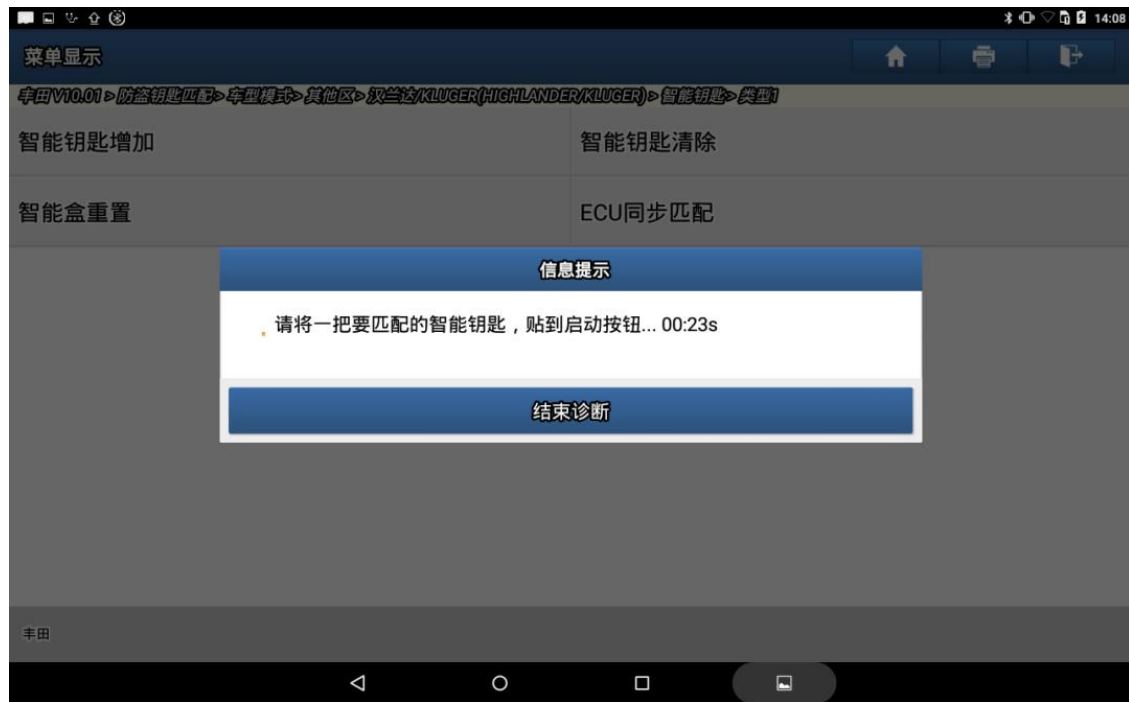 14:08
菜单显示
丰田V10.01 > 防盗钥匙匹配 > 车型模式 > 其他区 > 汉兰达/KLUGER(HIGHLANDER/KLUGER) > 智能钥匙 > 类型1
智能钥匙增加
智能钥匙清除
智能盒重置
ECU同步匹配
信息提示
请将一把要匹配的智能钥匙，贴到启动按钮... 00:23s
结束诊断
丰田